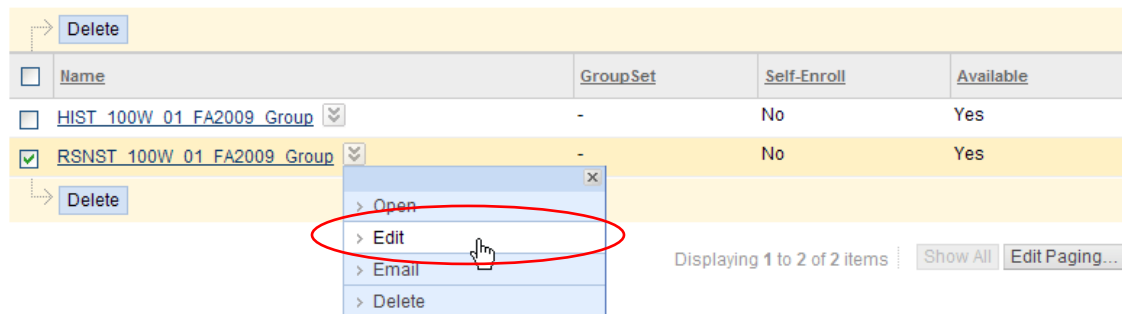 Delete
Name GroupSet Self-Enroll Available
HIST_100W_01_FA2009_Group - No Yes
RSNST_100W_01_FA2009_Group - No Yes
Delete
> Open
> Edit
> Email
> Delete
Displaying 1 to 2 of 2 items Show All Edit Paging...